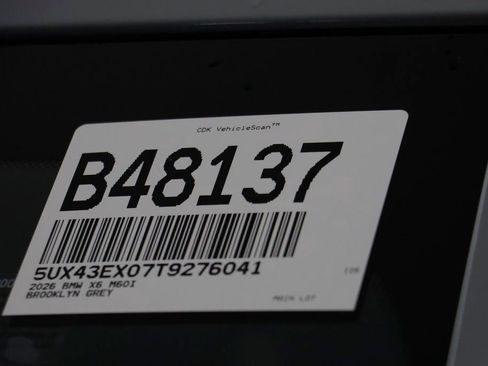 CDK VehicleScan™
B48137
5UX43EX07T9276041
2026 BMW X6 M60I
BROOKLYN GREY
MAIN LOT